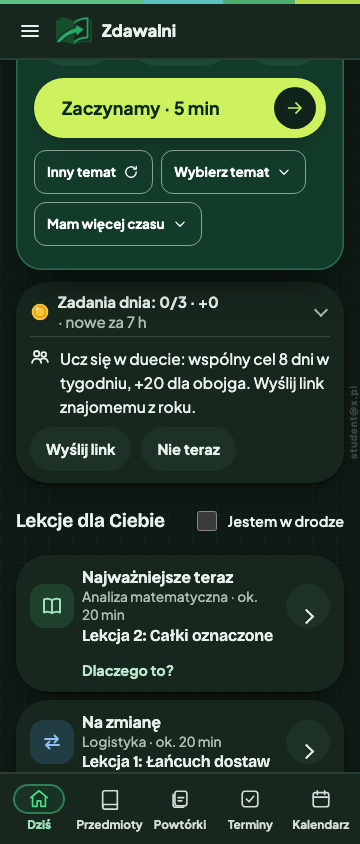 Zdawalni
Zaczynamy · 5 min
Inny temat
Wybierz temat
Mam więcej czasu
Zadania dnia: 0/3 · +0
· nowe za 7 h
Ucz się w duecie: wspólny cel 8 dni w
tygodniu, +20 dla obojga. Wyślij link
znajomemu z roku.
Wyślij link
Nie teraz
student@x.pl
Lekcje dla Ciebie
Jestem w drodze
Najważniejsze teraz
Analiza matematyczna · ok.
20 min
Lekcja 2: Całki oznaczone
Dlaczego to?
Na zmianę
Logistyka · ok. 20 min
Lekcja 1: Łańcuch dostaw
Dziś
Przedmioty
Powtórki
Terminy
Kalendarz